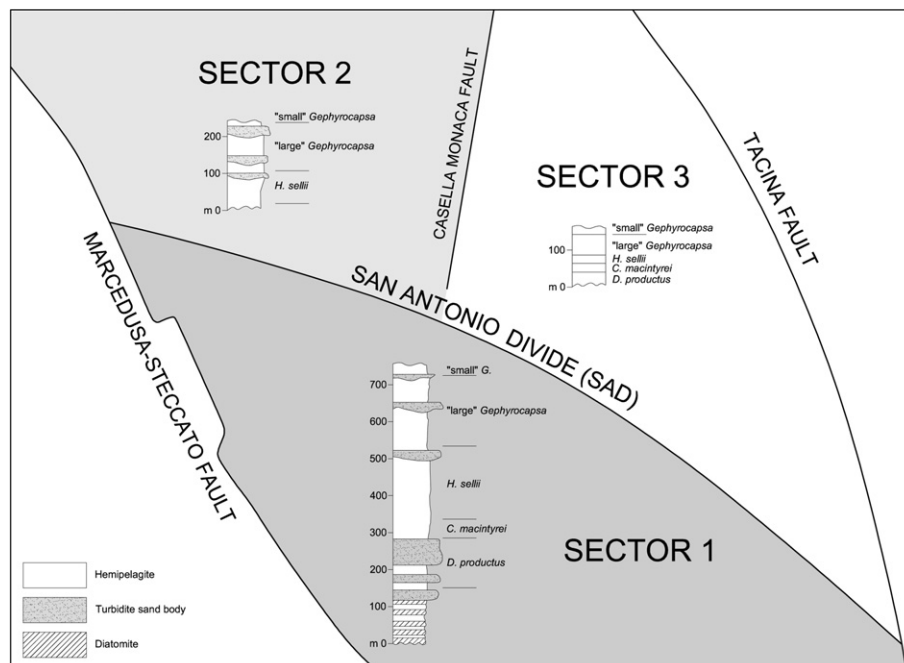 SECTOR 2
"small" Gephyrocapsa
200
"large" Gephyrocapsa
100
H. sellii
m 0
CASELLA MONACA FAULT
SECTOR 3
"small" Gephyrocapsa
100
"large" Gephyrocapsa
H. sellii
C. macintyrei
m 0
D. productus
TACINA FAULT
MARCEDUSA-STECCATO FAULT
SAN ANTONIO DIVIDE (SAD)
"small" G.
700
"large" Gephyrocapsa
600
500
H. sellii
400
300
C. macintyrei
D. productus
200
100
m 0
SECTOR 1
Hemipelagite
Turbidite sand body
Diatomite